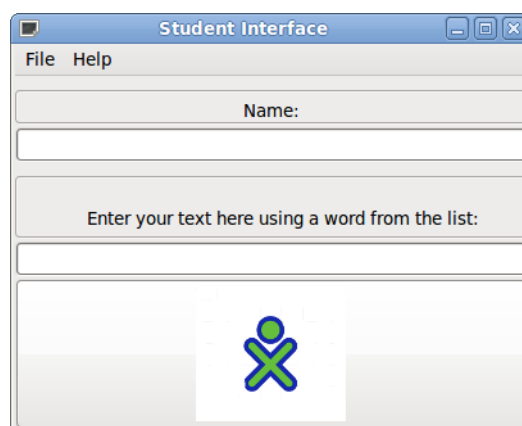 Student Interface
File Help
Name:
Enter your text here using a word from the list: